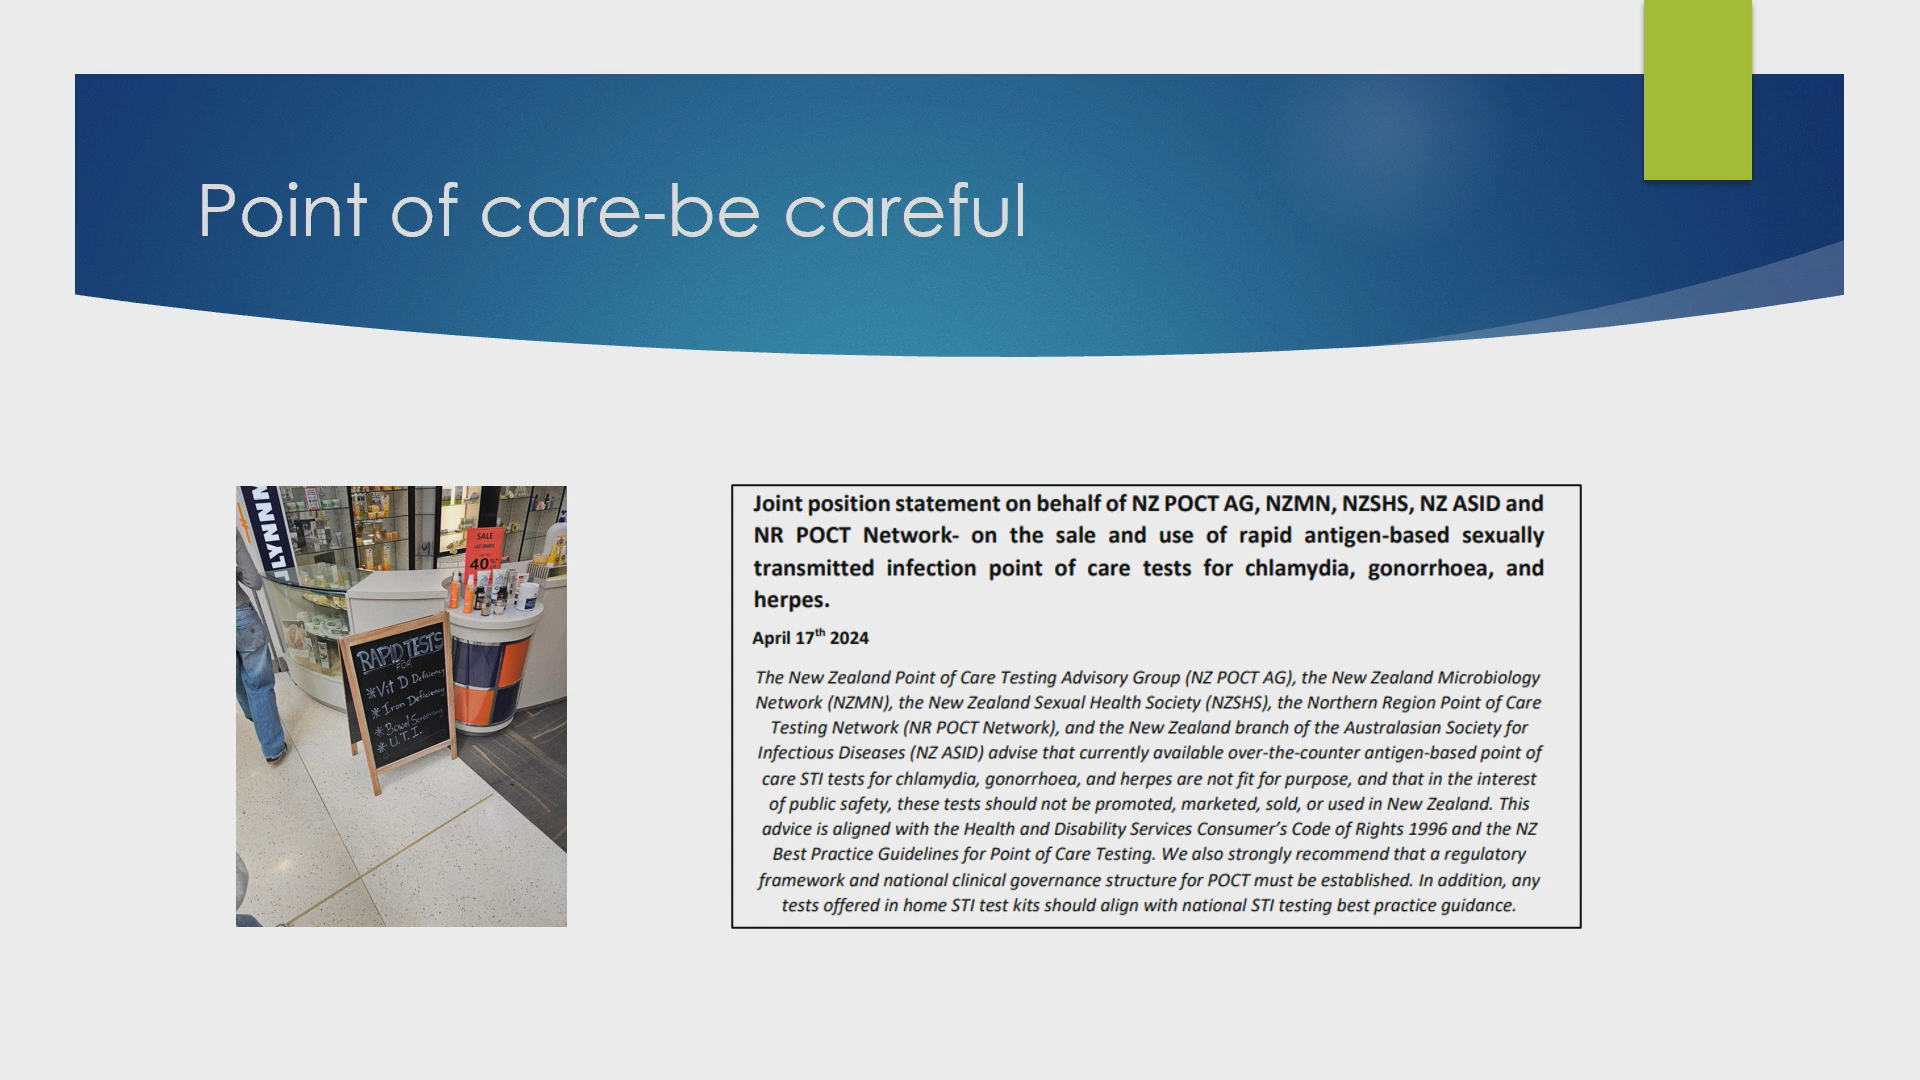 Point of care-be careful
FLYNN
SALE
40%
RAPID TESTS
FOR
*Vit D Deficiency
*Iron Deficiency
*Bowel Screening
*U.T.I.
Joint position statement on behalf of NZ POCT AG, NZMN, NZSHS, NZ ASID and
NR POCT Network- on the sale and use of rapid antigen-based sexually
transmitted infection point of care tests for chlamydia, gonorrhoea, and
herpes.
April 17th 2024
The New Zealand Point of Care Testing Advisory Group (NZ POCT AG), the New Zealand Microbiology
Network (NZMN), the New Zealand Sexual Health Society (NZSHS), the Northern Region Point of Care
Testing Network (NR POCT Network), and the New Zealand branch of the Australasian Society for
Infectious Diseases (NZ ASID) advise that currently available over-the-counter antigen-based point of
care STI tests for chlamydia, gonorrhoea, and herpes are not fit for purpose, and that in the interest
of public safety, these tests should not be promoted, marketed, sold, or used in New Zealand. This
advice is aligned with the Health and Disability Services Consumer’s Code of Rights 1996 and the NZ
Best Practice Guidelines for Point of Care Testing. We also strongly recommend that a regulatory
framework and national clinical governance structure for POCT must be established. In addition, any
tests offered in home STI test kits should align with national STI testing best practice guidance.